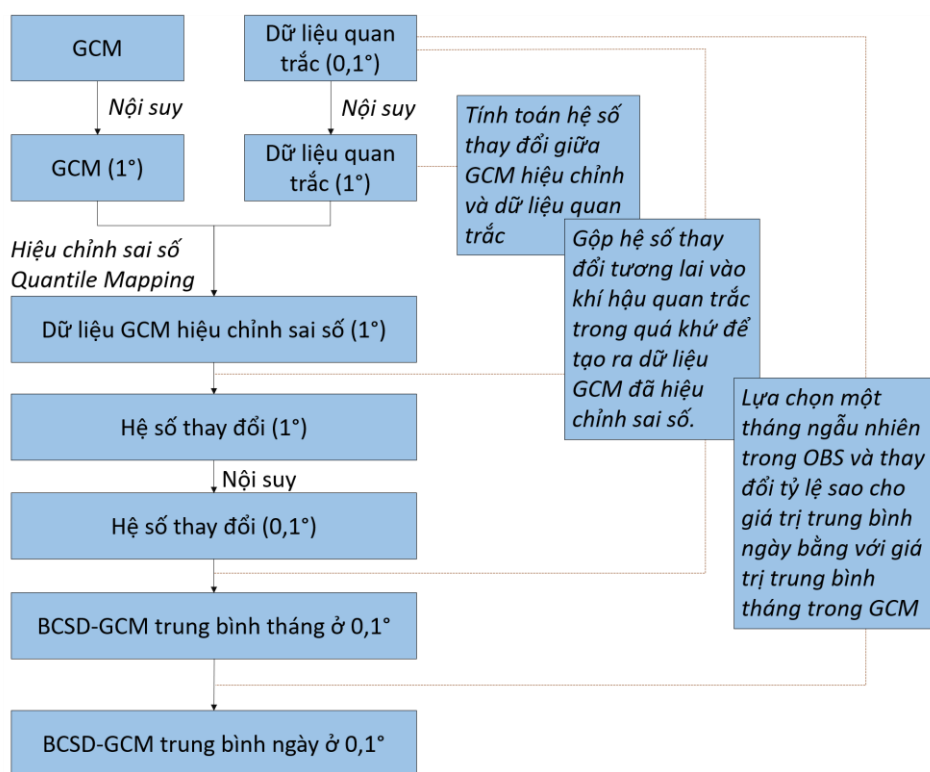 GCM
Dữ liệu quan
trắc (0,1°)
Nội suy
Nội suy
GCM (1°)
Dữ liệu quan
trắc (1°)
Tính toán hệ số
thay đổi giữa
GCM hiệu chỉnh
và dữ liệu quan
trắc
Hiệu chỉnh sai số
Quantile Mapping
Gộp hệ số thay
đổi tương lai vào
khí hậu quan trắc
trong quá khứ để
tạo ra dữ liệu
GCM đã hiệu
chỉnh sai số.
Dữ liệu GCM hiệu chỉnh sai số (1°)
Hệ số thay đổi (1°)
Nội suy
Hệ số thay đổi (0,1°)
Lựa chọn một
tháng ngẫu nhiên
trong OBS và thay
đổi tỷ lệ sao cho
giá trị trung bình
ngày bằng với giá
trị trung bình
tháng trong GCM
BCSD-GCM trung bình tháng ở 0,1°
BCSD-GCM trung bình ngày ở 0,1°